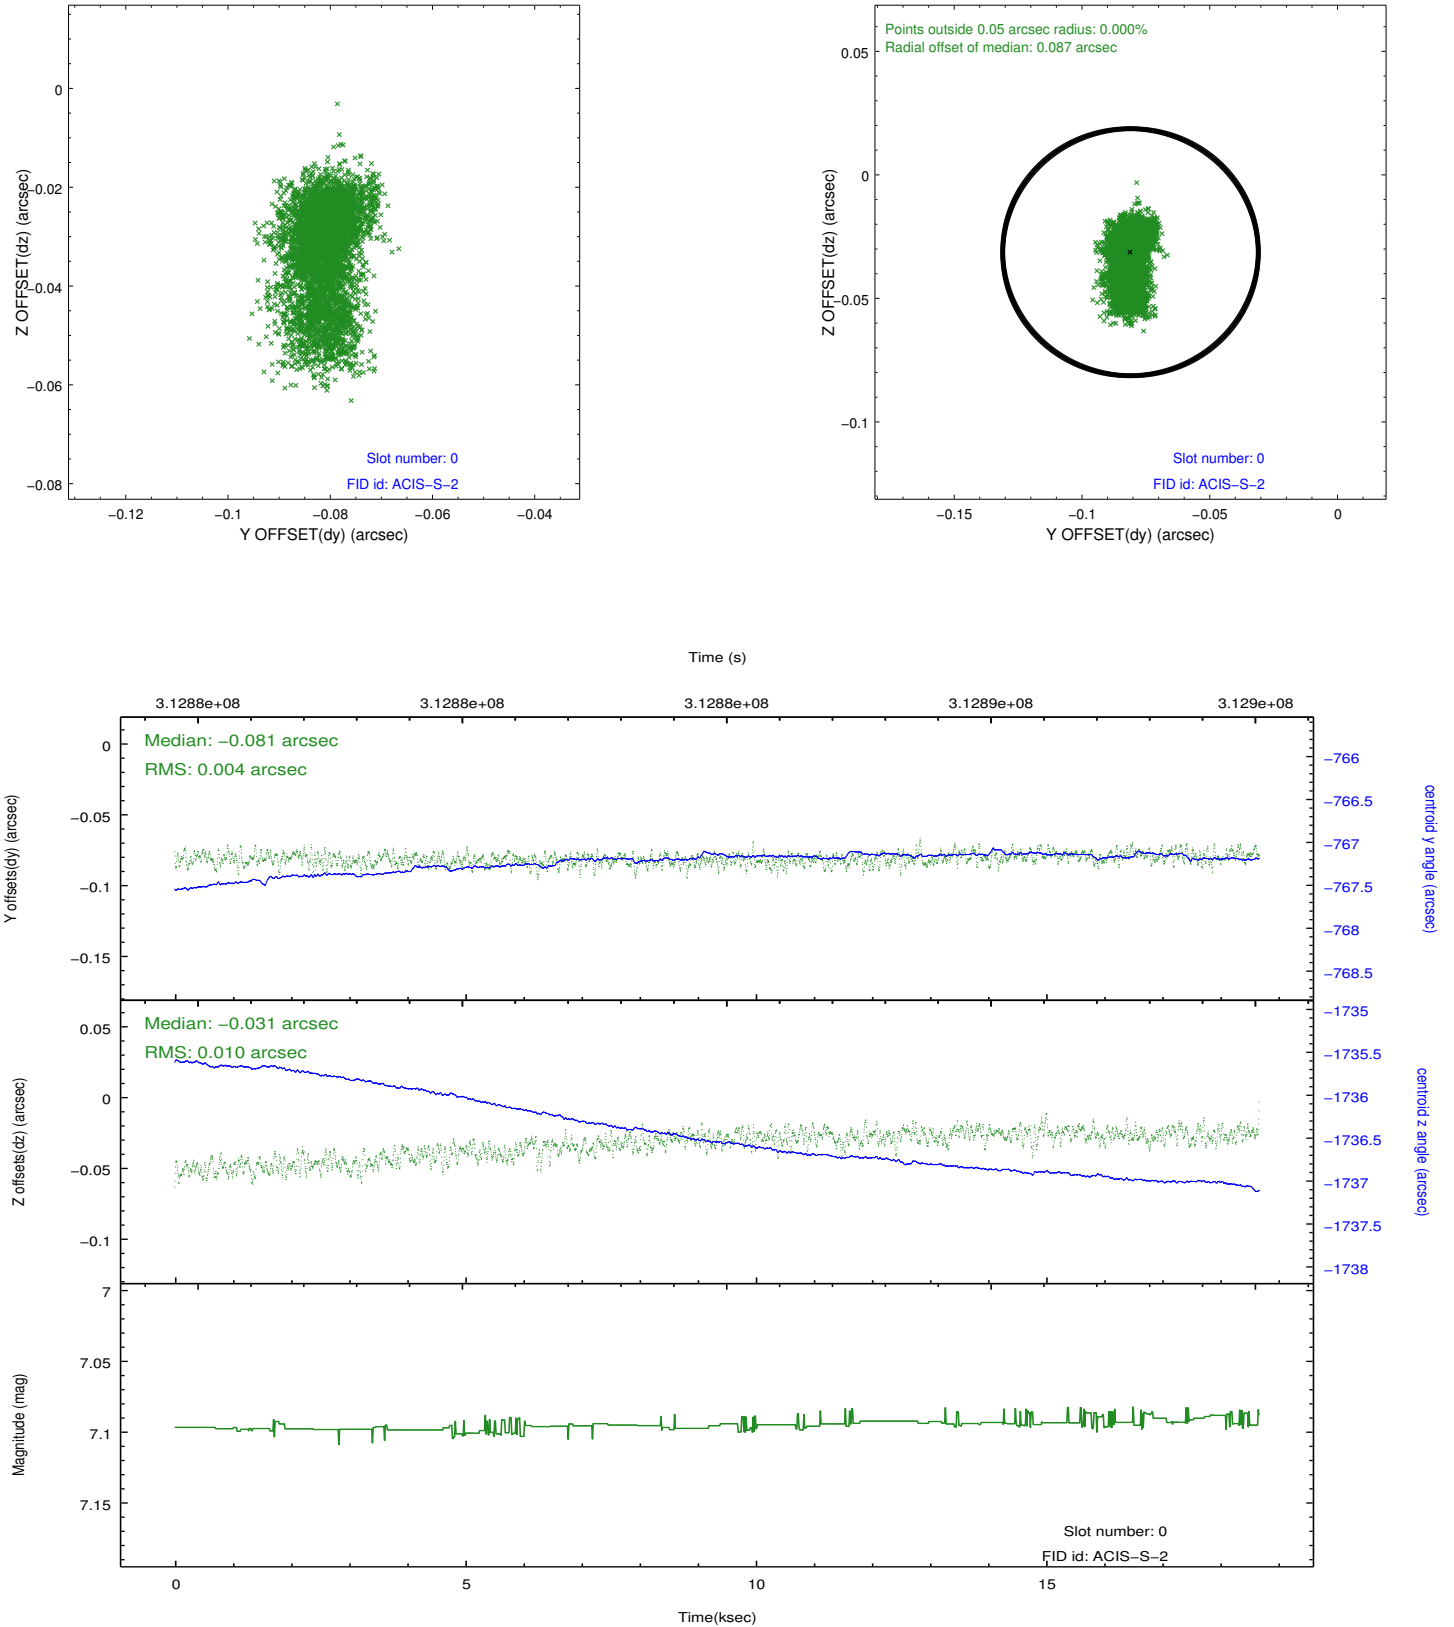 0
−0.02
−0.04
−0.06
−0.08
Z OFFSET(dz) (arcsec)
Slot number: 0
FID id: ACIS−S−2
−0.12
−0.1
−0.08
−0.06
−0.04
Y OFFSET(dy) (arcsec)
Points outside 0.05 arcsec radius: 0.000%
Radial offset of median: 0.087 arcsec
0.05
0
−0.05
−0.1
Z OFFSET(dz) (arcsec)
Slot number: 0
FID id: ACIS−S−2
−0.15
−0.1
−0.05
0
Y OFFSET(dy) (arcsec)
Time (s)
3.1288e+08
3.1288e+08
3.1288e+08
3.1289e+08
3.129e+08
Median: −0.081 arcsec
RMS: 0.004 arcsec
0
−0.05
−0.1
−0.15
Y offsets(dy) (arcsec)
−766
−766.5
−767
−767.5
−768
−768.5
centroid y angle (arcsec)
Median: −0.031 arcsec
RMS: 0.010 arcsec
0.05
0
−0.05
−0.1
Z offsets(dz) (arcsec)
−1735
−1735.5
−1736
−1736.5
−1737
−1737.5
−1738
centroid z angle (arcsec)
7
7.05
7.1
7.15
Magnitude (mag)
Slot number: 0
FID id: ACIS−S−2
0
5
10
15
Time(ksec)